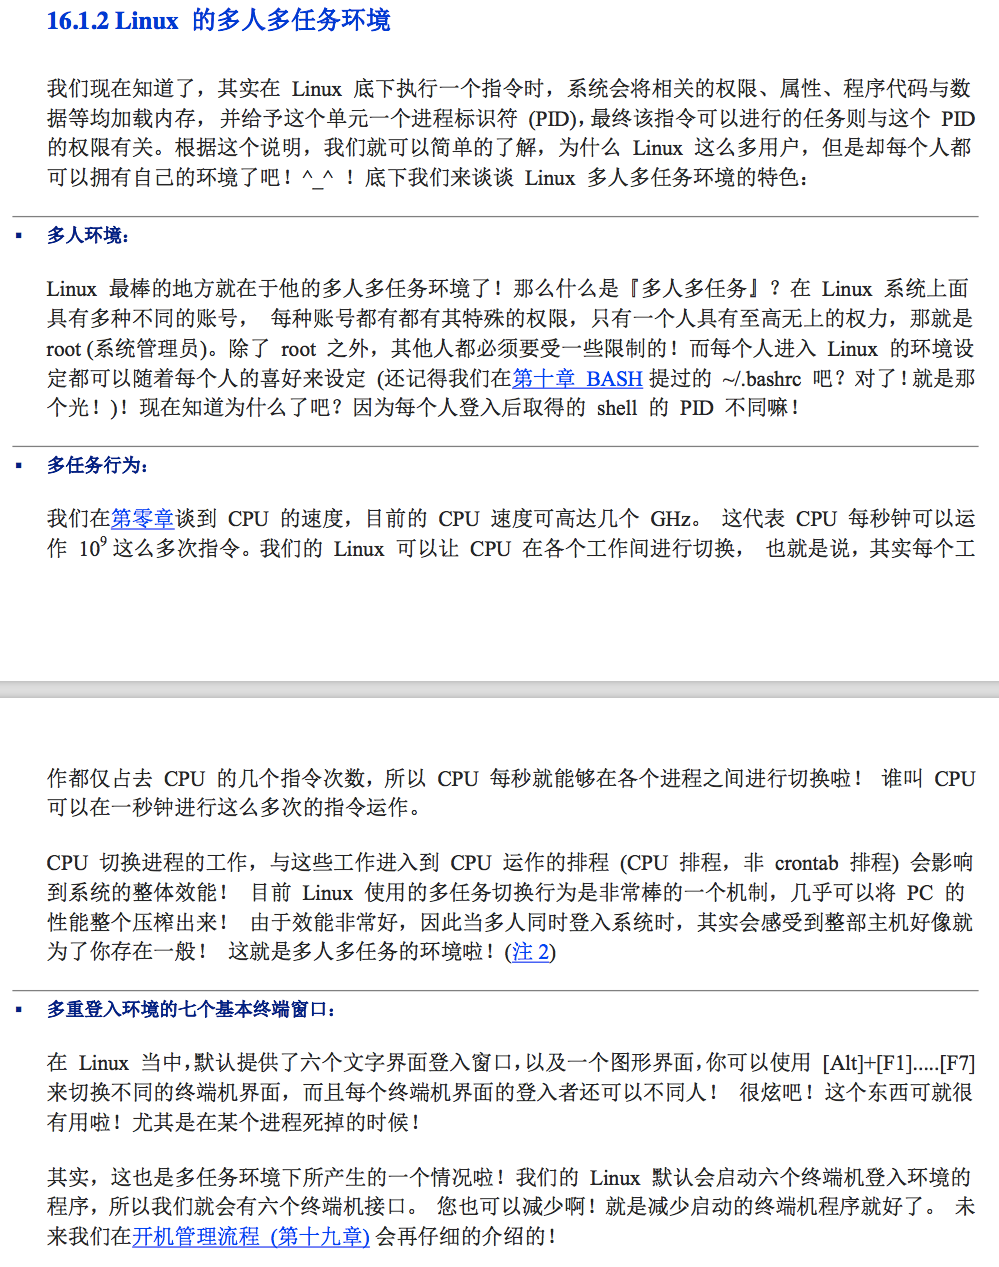 16.1.2 Linux 的多人多任务环境
我们现在知道了，其实在 Linux 底下执行一个指令时，系统会将相关的权限、属性、程序代码与数
据等均加载内存，并给予这个单元一个进程标识符 (PID)，最终该指令可以进行的任务则与这个 PID
的权限有关。根据这个说明，我们就可以简单的了解，为什么 Linux 这么多用户，但是却每个人都
可以拥有自己的环境了吧！^_^ ！底下我们来谈谈 Linux 多人多任务环境的特色：
▪ 多人环境：
Linux 最棒的地方就在于他的多人多任务环境了！那么什么是『多人多任务』？在 Linux 系统上面
具有多种不同的账号， 每种账号都有都有其特殊的权限，只有一个人具有至高无上的权力，那就是
root (系统管理员)。除了 root 之外，其他人都必须要受一些限制的！而每个人进入 Linux 的环境设
定都可以随着每个人的喜好来设定 (还记得我们在第十章 BASH 提过的 ~/.bashrc 吧？对了！就是那
个光！)！现在知道为什么了吧？因为每个人登入后取得的 shell 的 PID 不同嘛！
▪ 多任务行为：
我们在第零章谈到 CPU 的速度，目前的 CPU 速度可高达几个 GHz。 这代表 CPU 每秒钟可以运
作 10⁹ 这么多次指令。我们的 Linux 可以让 CPU 在各个工作间进行切换， 也就是说，其实每个工
作都仅占去 CPU 的几个指令次数，所以 CPU 每秒就能够在各个进程之间进行切换啦！ 谁叫 CPU
可以在一秒钟进行这么多次的指令运作。
CPU 切换进程的工作，与这些工作进入到 CPU 运作的排程 (CPU 排程，非 crontab 排程) 会影响
到系统的整体效能！ 目前 Linux 使用的多任务切换行为是非常棒的一个机制，几乎可以将 PC 的
性能整个压榨出来！ 由于效能非常好，因此当多人同时登入系统时，其实会感受到整部主机好像就
为了你存在一般！ 这就是多人多任务的环境啦！(注 2)
▪ 多重登入环境的七个基本终端窗口：
在 Linux 当中，默认提供了六个文字界面登入窗口，以及一个图形界面，你可以使用 [Alt]+[F1].....[F7]
来切换不同的终端机界面，而且每个终端机界面的登入者还可以不同人！ 很炫吧！这个东西可就很
有用啦！尤其是在某个进程死掉的时候！
其实，这也是多任务环境下所产生的一个情况啦！我们的 Linux 默认会启动六个终端机登入环境的
程序，所以我们就会有六个终端机接口。 您也可以减少啊！就是减少启动的终端机程序就好了。 未
来我们在开机管理流程 (第十九章) 会再仔细的介绍的！